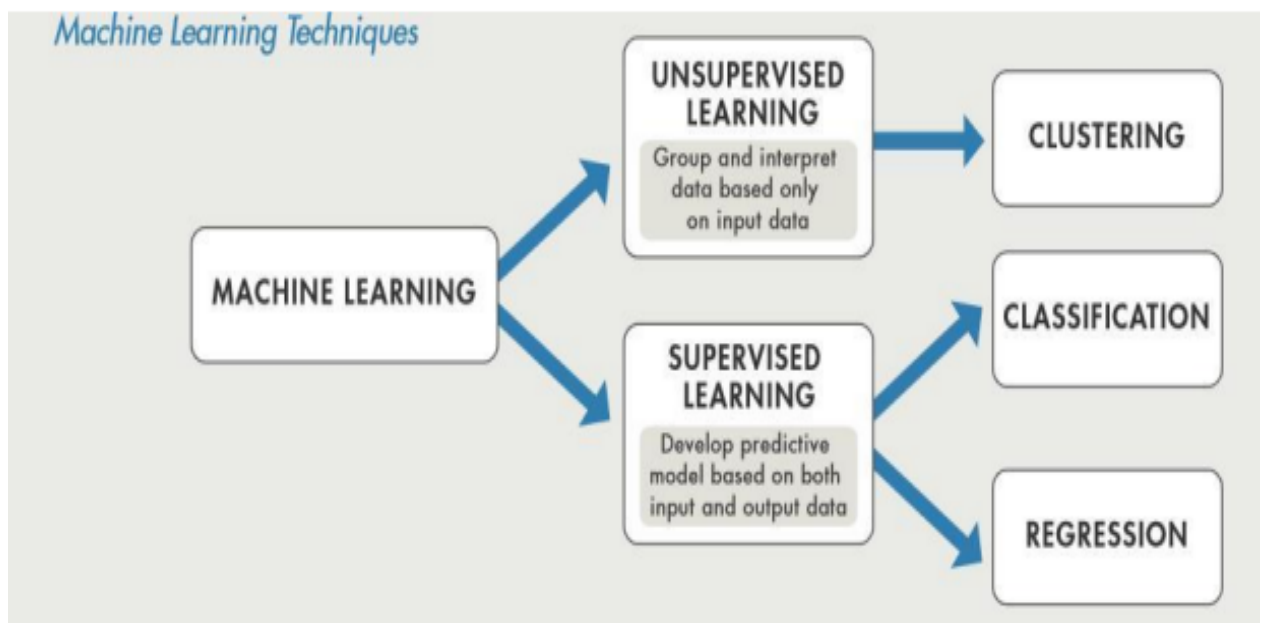 Machine Learning Techniques
MACHINE LEARNING
UNSUPERVISED
LEARNING
Group and interpret
data based only
on input data
CLUSTERING
SUPERVISED
LEARNING
Develop predictive
model based on both
input and output data
CLASSIFICATION
REGRESSION